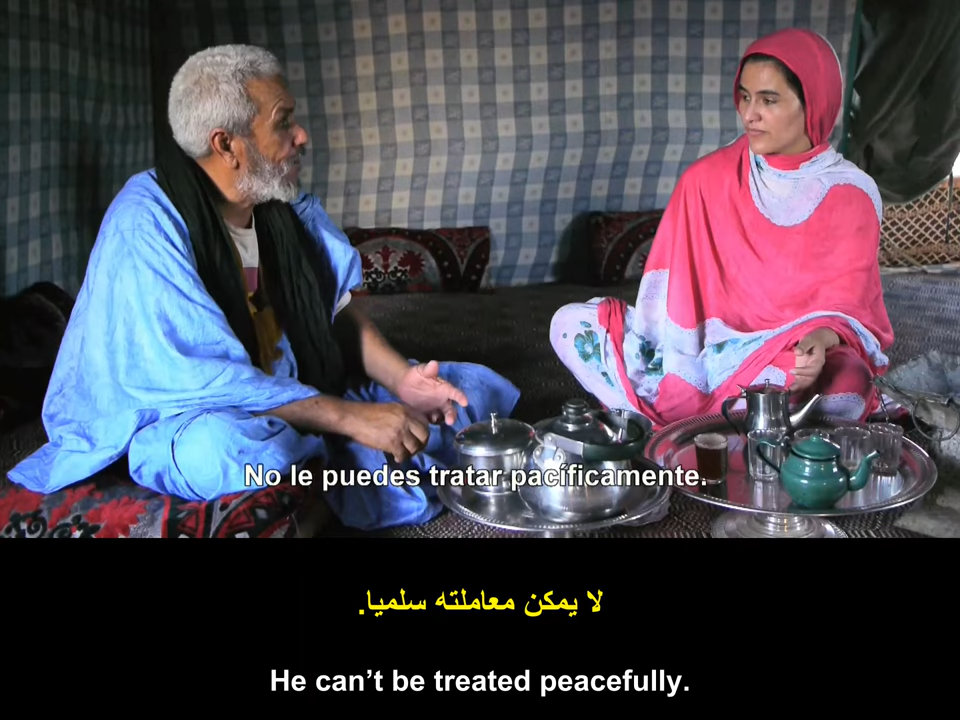 No le puedes tratar pacíficamente.
لا يمكن معاملته سلميا.
He can't be treated peacefully.